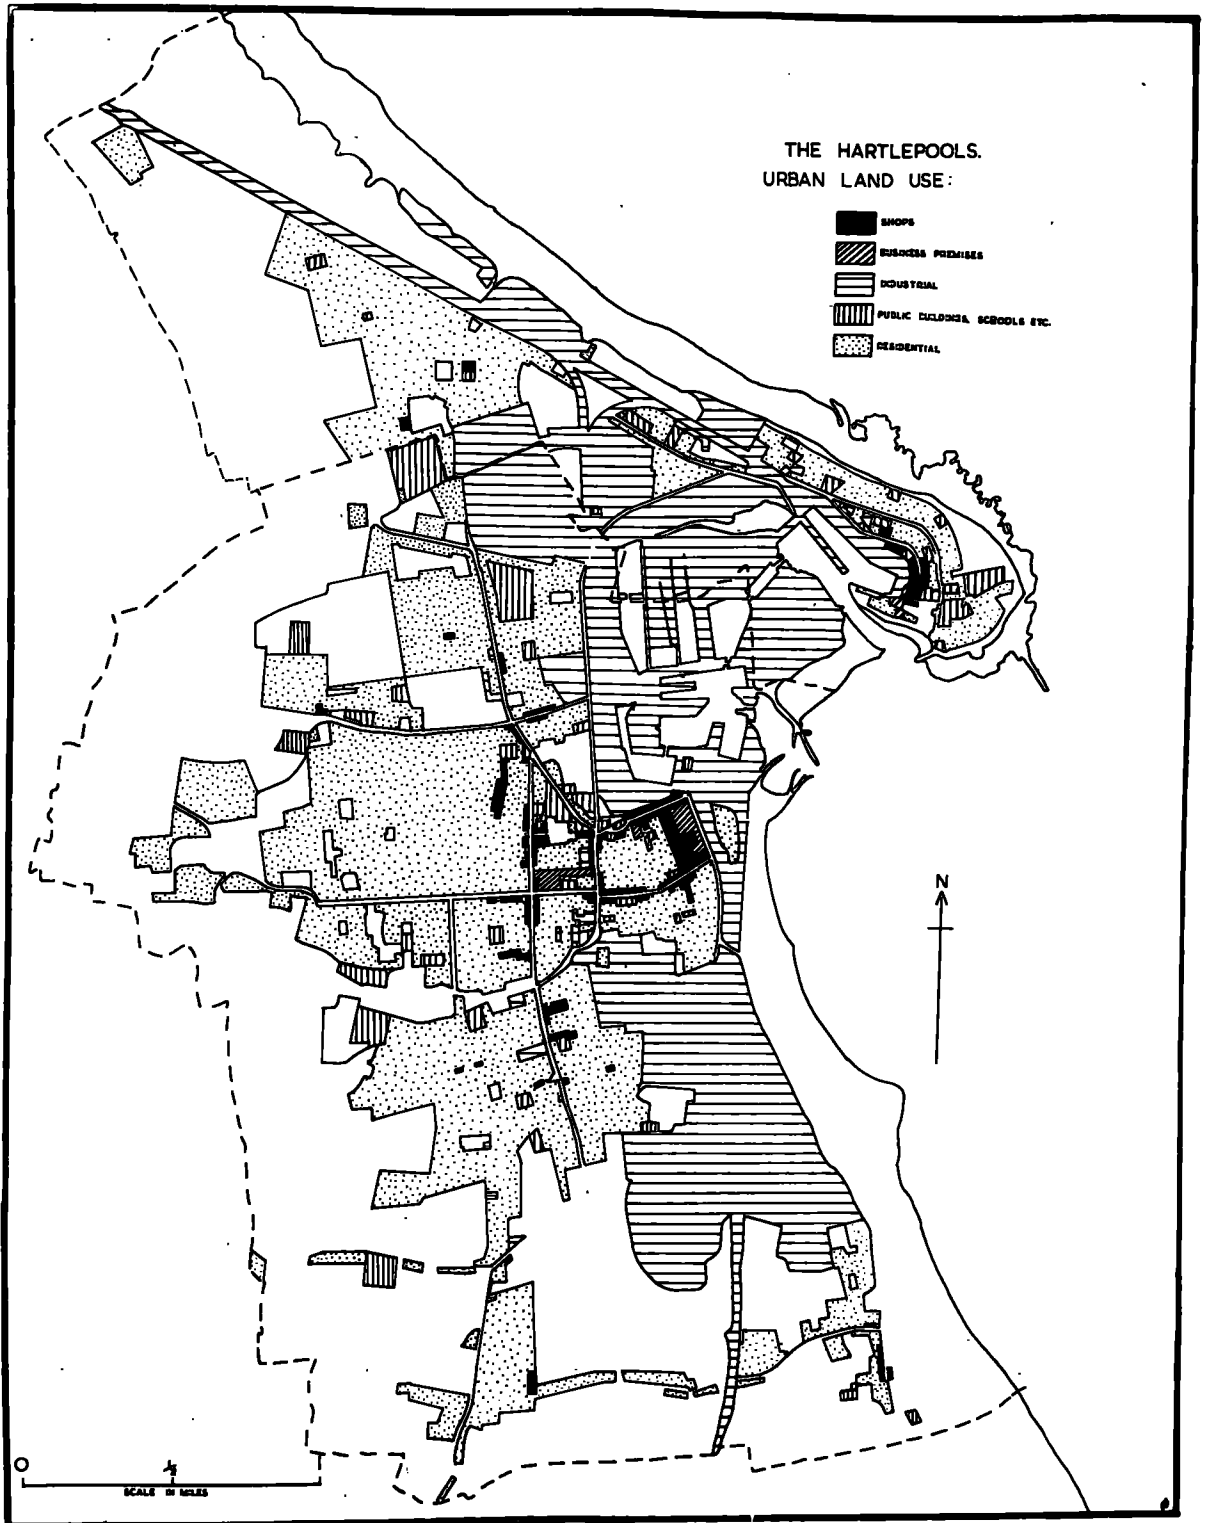 THE HARTLEPOOLS.
URBAN LAND USE:
SHOPS
BUSINESS PREMISES
INDUSTRIAL
PUBLIC BUILDINGS, SCHOOLS ETC.
RESIDENTIAL
N
0 ½
SCALE IN MILES